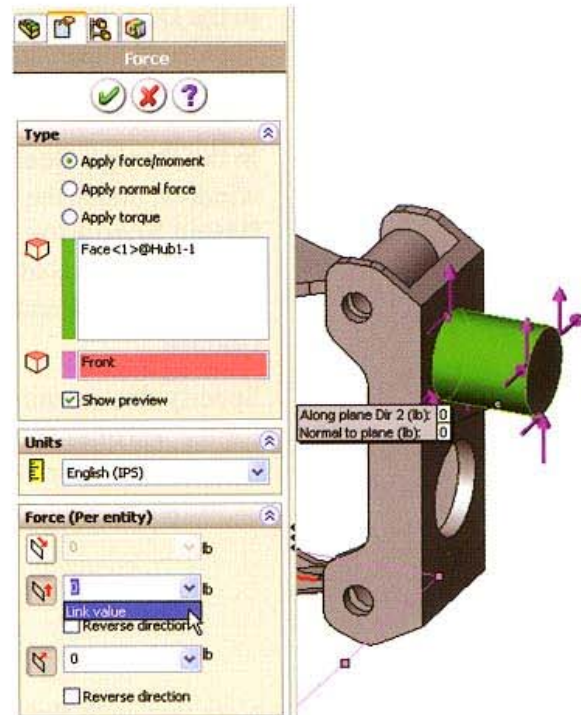 Force
?
Type
Apply force/moment
Apply normal force
Apply torque
Face<1>@Hub1-1
Front
Show preview
Units
English (IPS)
Force (Per entity)
0 lb
0 lb
Link value
Reverse direction
0 lb
Reverse direction
Along plane Dir 2 (lb): 0
Normal to plane (lb): 0